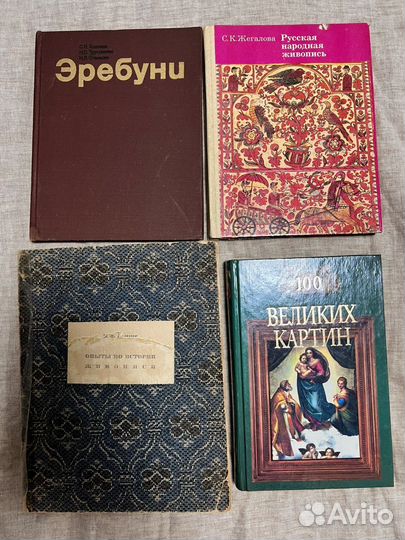 Эребуни
С.К.Жегалова
Русская
народная
живопись
ОПЫТЫ ПО ИСТОРИИ
ЖИВОПИСИ
100
ВЕЛИКИХ
КАРТИН
Avito